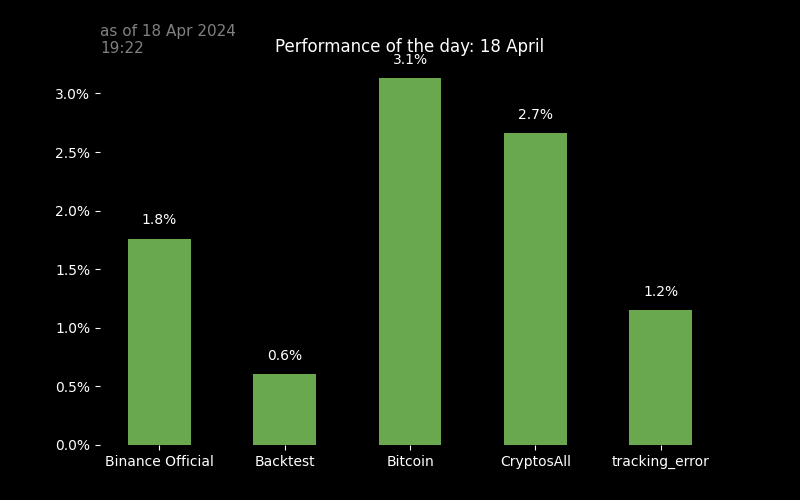 as of 18 Apr 2024
19:22
Performance of the day: 18 April
3.1%
3.0%
2.7%
2.5%
2.0%
1.8%
1.5%
1.2%
1.0%
0.6%
0.5%
0.0%
Binance Official
Backtest
Bitcoin
CryptosAll
tracking_error